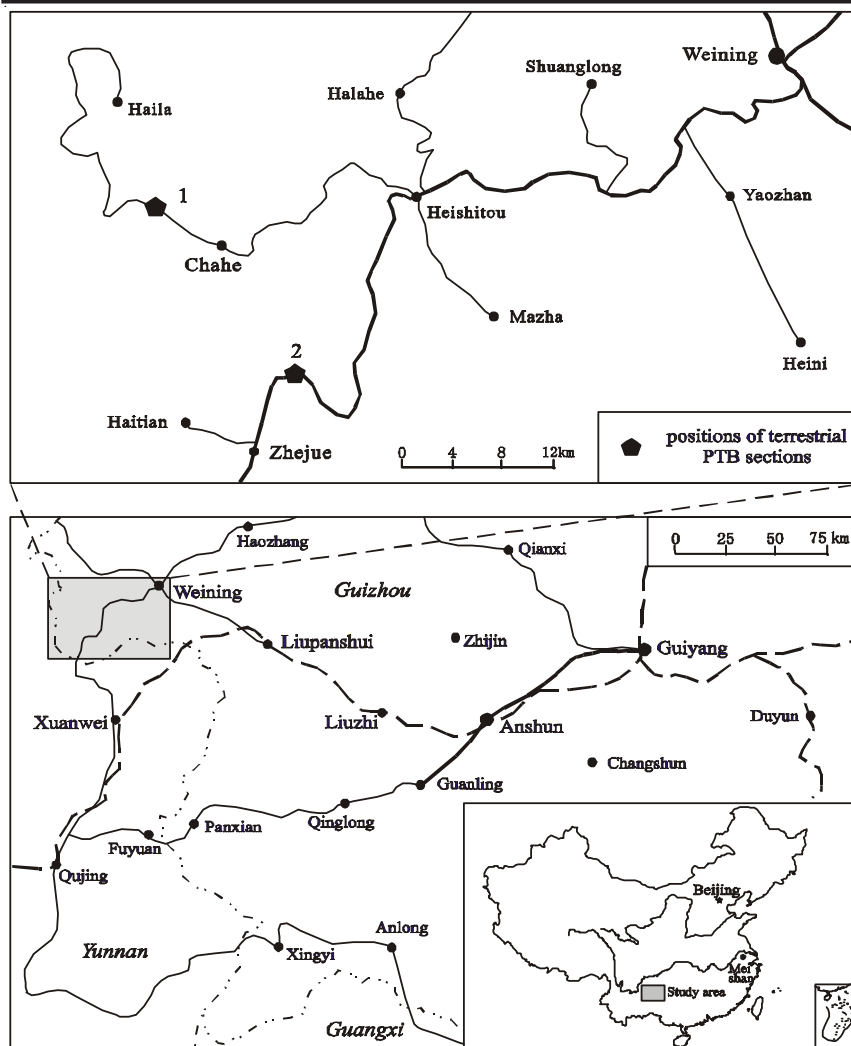 Weining
Shuanglong
Halahe
Haila
1
Yaozhan
Heishitou
Chahe
Mazha
2
Heini
Haitian
Zhejue
0 4 8 12km
positions of terrestrial
PTB sections
Haozhang
Qianxi
0 25 50 75 km
Weining
Guizhou
Liupanshui
Zhijin
Guiyang
Xuanwei
Liuzhi
Anshun
Duyun
Changshun
Guanling
Panxian
Qinglong
Fuyuan
Qujing
Beijing
Anlong
Yunnan
Xingyi
Mei
shan
Study area
Guangxi